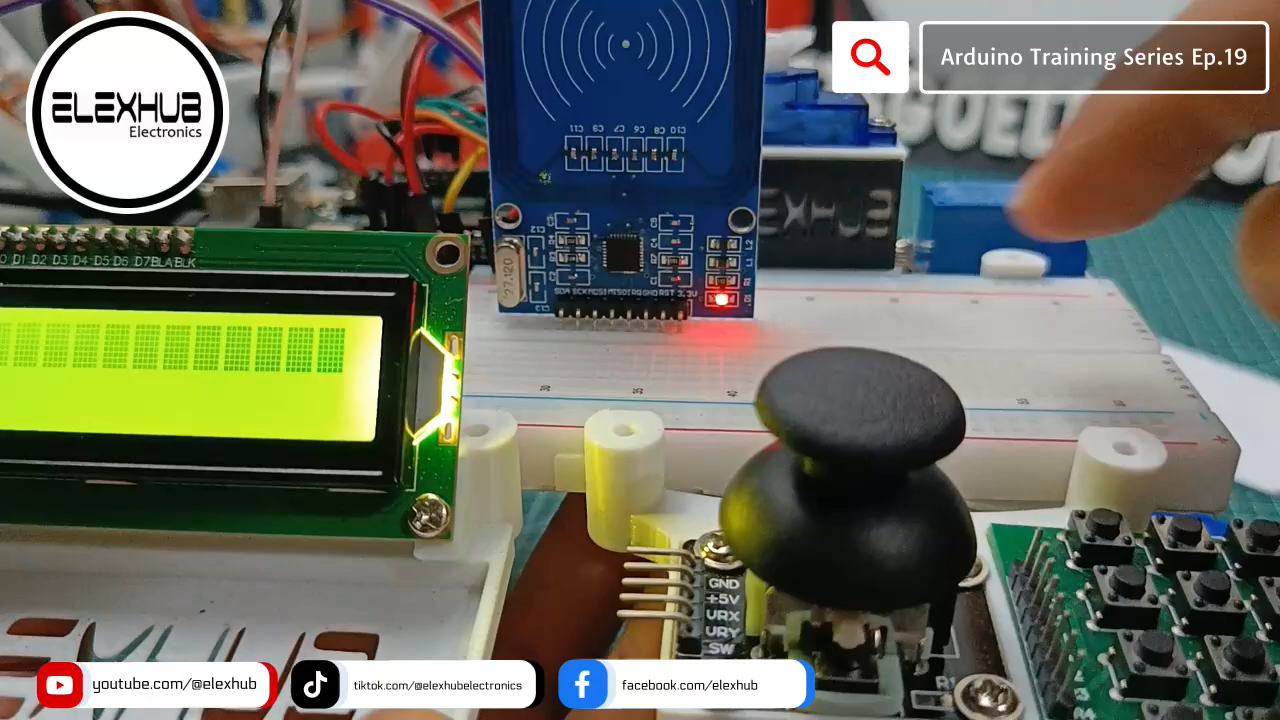 ELEXHUB
Electronics
Arduino Training Series Ep.19
C11 C9 C7 C6 C8 C10
D1 D2 D3 D4 D5 D6 D7 BLA BLK
27.120
SDA SCK MOSI MISO IRQ GND RST 3.3V
ELEXHUB
GND
+5V
URX
URY
SW
youtube.com/@elexhub
tiktok.com/@elexhubelectronics
facebook.com/elexhub